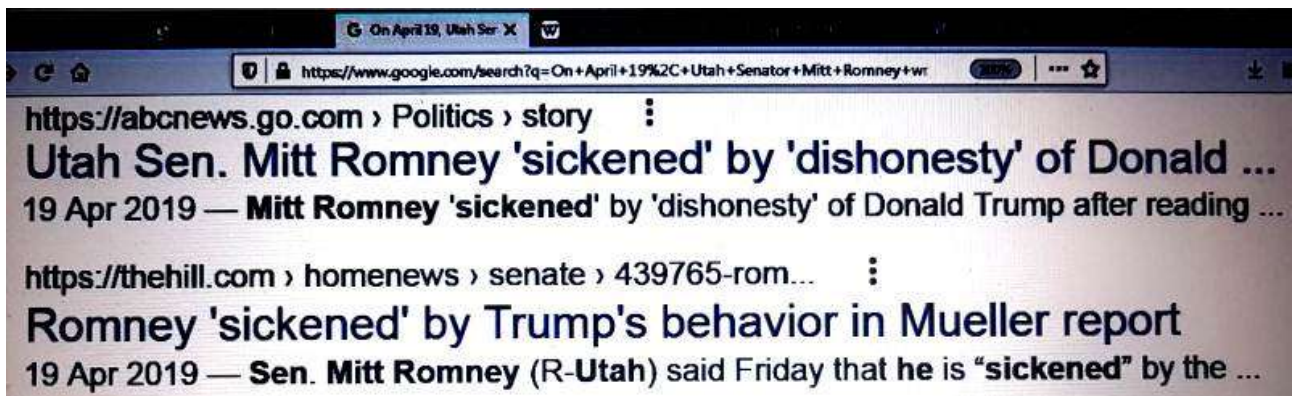 G On April 19, Utah Ser X W
https://www.google.com/search?q=On+April+19%2C+Utah+Senator+Mitt+Romney+wr
https://abcnews.go.com › Politics › story
Utah Sen. Mitt Romney 'sickened' by 'dishonesty' of Donald ...
19 Apr 2019 — Mitt Romney 'sickened' by 'dishonesty' of Donald Trump after reading ...
https://thehill.com › homenews › senate › 439765-rom...
Romney 'sickened' by Trump's behavior in Mueller report
19 Apr 2019 — Sen. Mitt Romney (R-Utah) said Friday that he is “sickened” by the ...